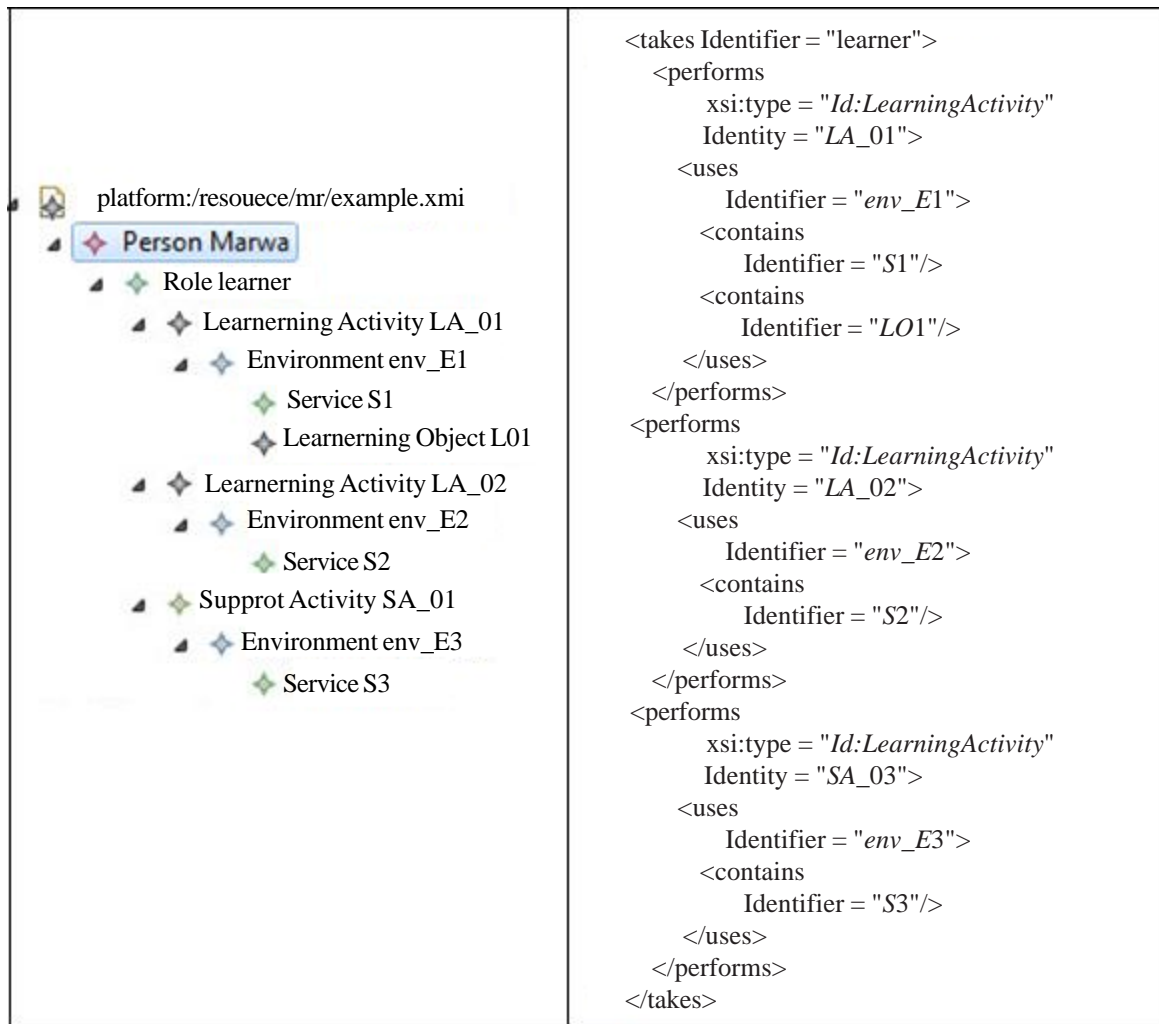 platform:/resouece/mr/example.xmi
Person Marwa
Role learner
Learnerning Activity LA_01
Environment env_E1
Service S1
Learnerning Object L01
Learnerning Activity LA_02
Environment env_E2
Service S2
Supprot Activity SA_01
Environment env_E3
Service S3
<takes Identifier = "learner">
<performs
xsi:type = "Id:LearningActivity"
Identity = "LA_01">
<uses
Identifier = "env_E1">
<contains
Identifier = "S1"/>
<contains
Identifier = "LO1"/>
</uses>
</performs>
<performs
xsi:type = "Id:LearningActivity"
Identity = "LA_02">
<uses
Identifier = "env_E2">
<contains
Identifier = "S2"/>
</uses>
</performs>
<performs
xsi:type = "Id:LearningActivity"
Identity = "SA_03">
<uses
Identifier = "env_E3">
<contains
Identifier = "S3"/>
</uses>
</performs>
</takes>